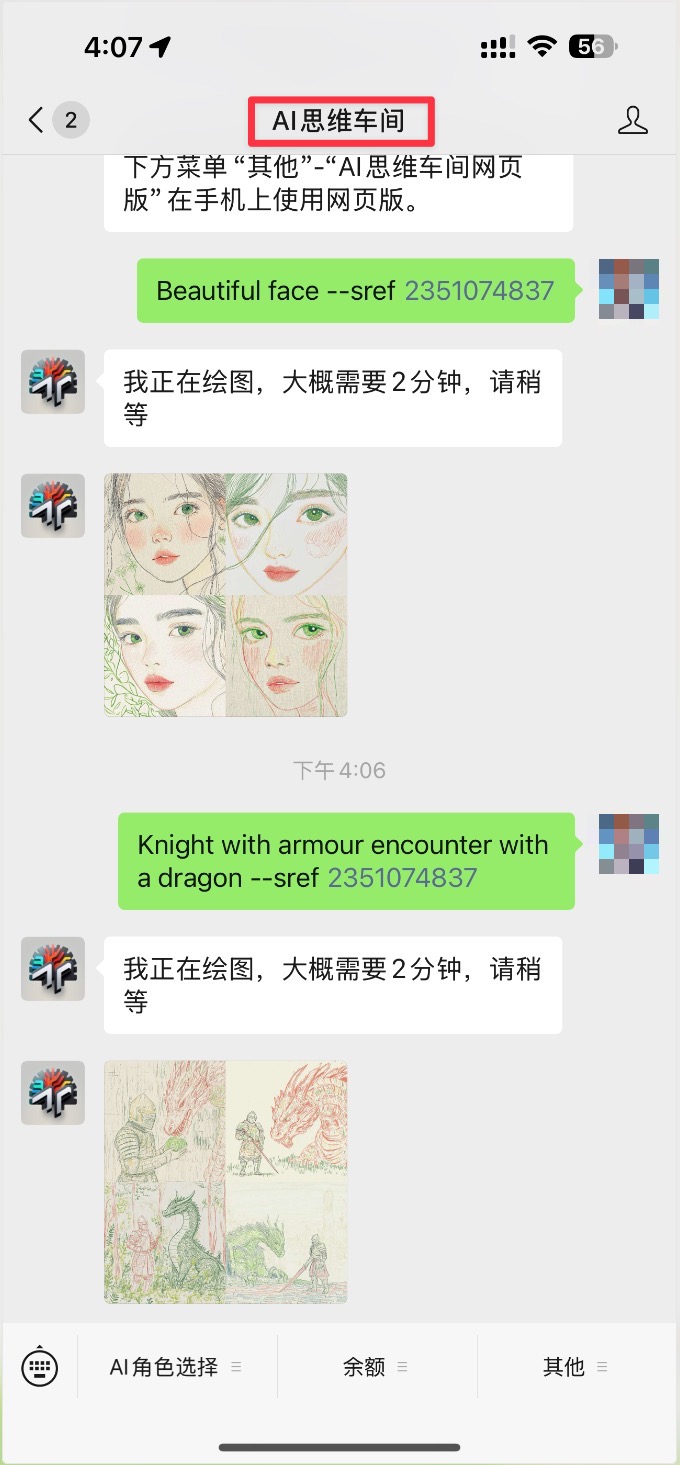 4:07
56
2
AI思维车间
下方菜单“其他”-“AI思维车间网页
版”在手机上使用网页版。
Beautiful face --sref 2351074837
我正在绘图，大概需要2分钟，请稍
等
下午4:06
Knight with armour encounter with
a dragon --sref 2351074837
我正在绘图，大概需要2分钟，请稍
等
AI角色选择
余额
其他